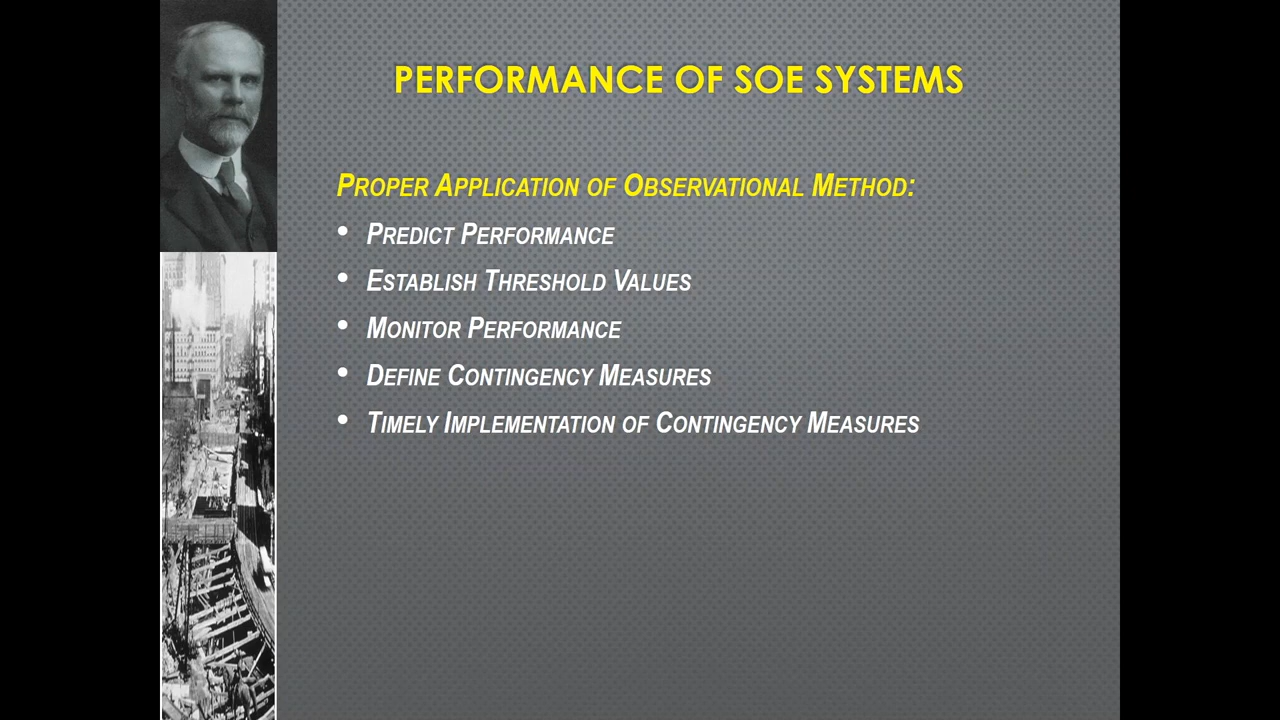 PERFORMANCE OF SOE SYSTEMS
PROPER APPLICATION OF OBSERVATIONAL METHOD:
• PREDICT PERFORMANCE
• ESTABLISH THRESHOLD VALUES
• MONITOR PERFORMANCE
• DEFINE CONTINGENCY MEASURES
• TIMELY IMPLEMENTATION OF CONTINGENCY MEASURES